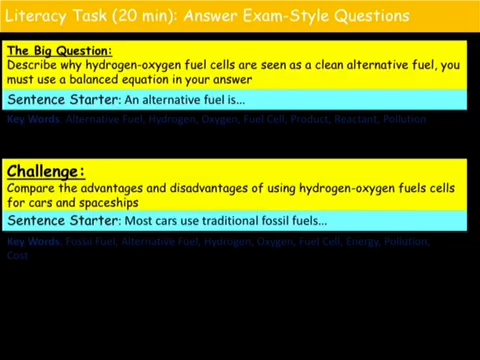 Literacy Task (20 min): Answer Exam-Style Questions
The Big Question:
Describe why hydrogen-oxygen fuel cells are seen as a clean alternative fuel, you
must use a balanced equation in your answer
Sentence Starter: An alternative fuel is...
Key Words: Alternative Fuel, Hydrogen, Oxygen, Fuel Cell, Product, Reactant, Pollution
Challenge:
Compare the advantages and disadvantages of using hydrogen-oxygen fuels cells
for cars and spaceships
Sentence Starter: Most cars use traditional fossil fuels...
Key Words: Fossil Fuel, Alternative Fuel, Hydrogen, Oxygen, Fuel Cell, Energy, Pollution,
Cost